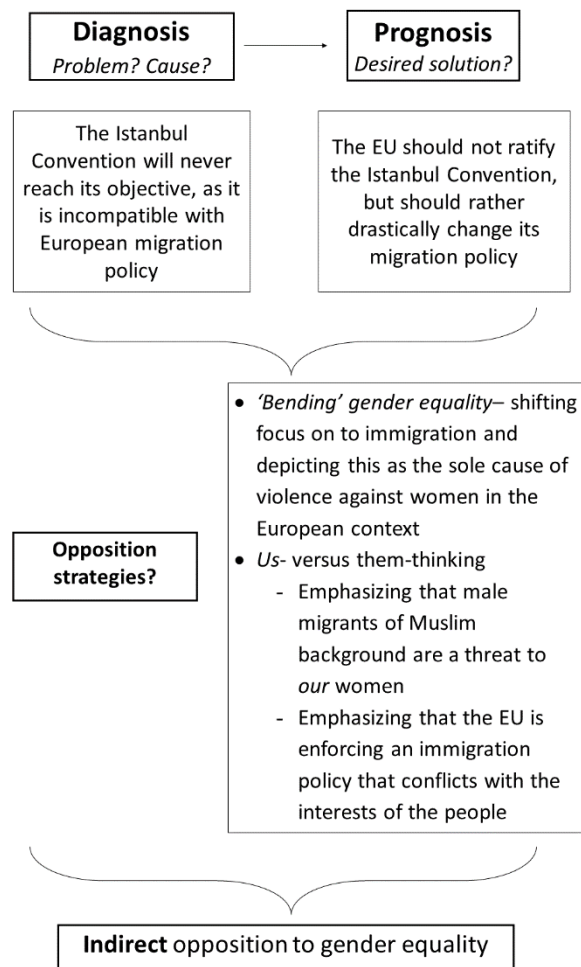 Diagnosis
Problem? Cause?
Prognosis
Desired solution?
The Istanbul
Convention will never
reach its objective, as it
is incompatible with
European migration
policy
The EU should not ratify
the Istanbul Convention,
but should rather
drastically change its
migration policy
Opposition
strategies?
• ‘Bending’ gender equality– shifting
focus on to immigration and
depicting this as the sole cause of
violence against women in the
European context
• Us- versus them-thinking
- Emphasizing that male
migrants of Muslim
background are a threat to
our women
- Emphasizing that the EU is
enforcing an immigration
policy that conflicts with the
interests of the people
Indirect opposition to gender equality